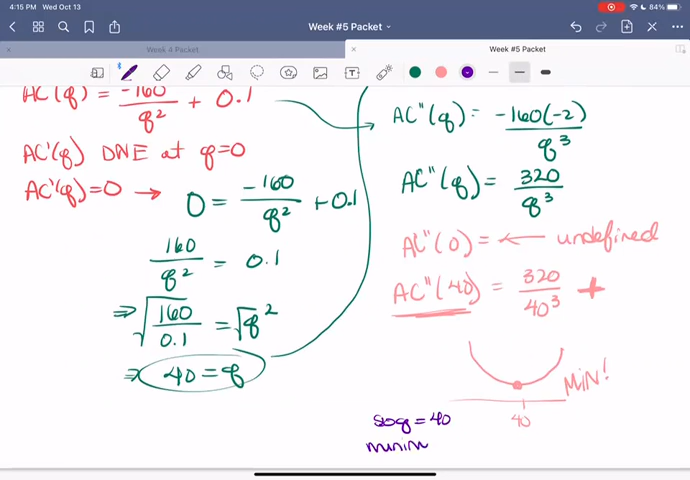 4:15 PM Wed Oct 13
84%
Week #5 Packet
Week 4 Packet
Week #5 Packet
AC'(q) = -160/q² + 0.1
AC'(q) DNE at q=0
AC'(q)=0 →
0 = -160/q² + 0.1
160/q² = 0.1
⇒ √(160/0.1) = √q²
⇒ 40 = q
AC"(q) = -160(-2)/q³
AC"(q) = 320/q³
AC"(0) = ← undefined
AC"(40) = 320/40³ +
MIN!
40
so q = 40
minim